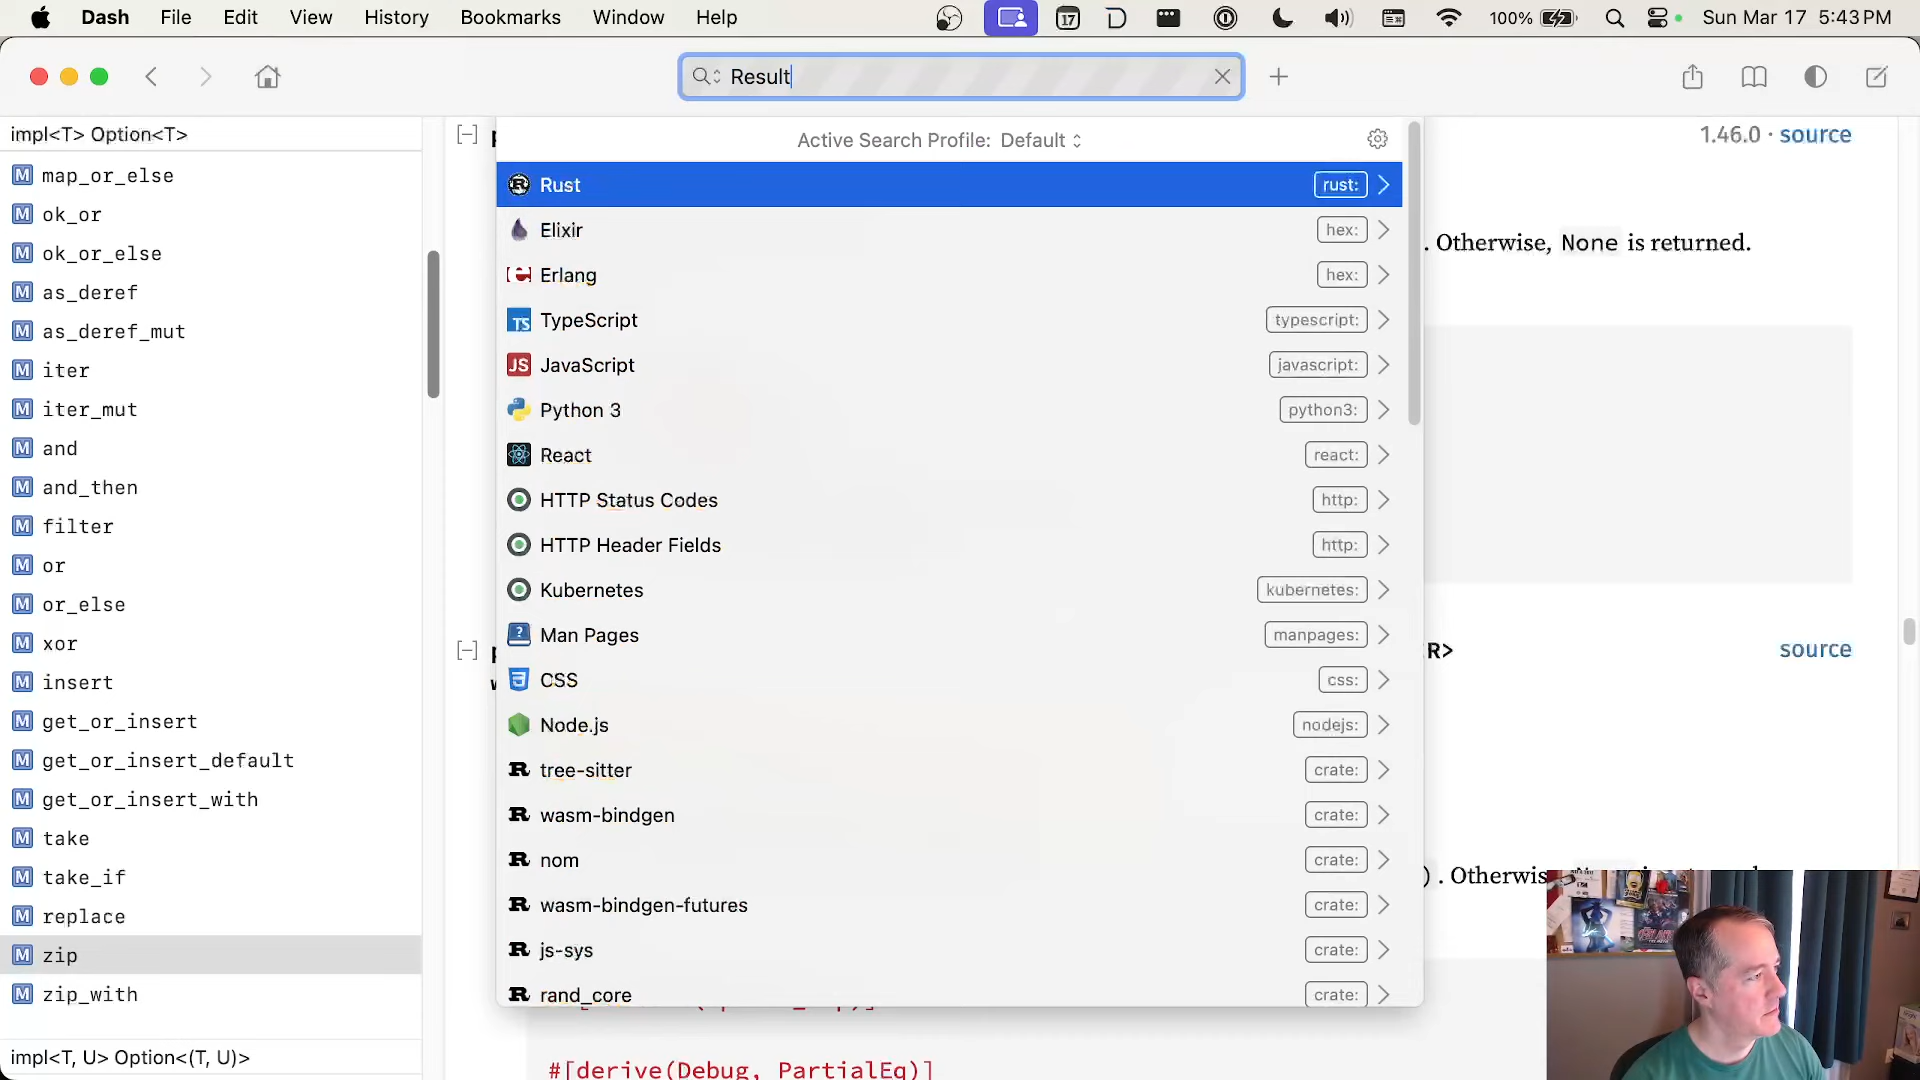 Dash File Edit View History Bookmarks Window Help 17 100% Sun Mar 17 5:43 PM
Result
impl<T> Option<T>
map_or_else
ok_or
ok_or_else
as_deref
as_deref_mut
iter
iter_mut
and
and_then
filter
or
or_else
xor
insert
get_or_insert
get_or_insert_default
get_or_insert_with
take
take_if
replace
zip
zip_with
impl<T, U> Option<(T, U)>
Active Search Profile: Default
Rust rust:
Elixir hex:
Erlang hex:
TypeScript typescript:
JavaScript javascript:
Python 3 python3:
React react:
HTTP Status Codes http:
HTTP Header Fields http:
Kubernetes kubernetes:
Man Pages manpages:
CSS css:
Node.js nodejs:
tree-sitter crate:
wasm-bindgen crate:
nom crate:
wasm-bindgen-futures crate:
js-sys crate:
rand_core crate:
1.46.0 · source
. Otherwise, None is returned.
R> source
) . Otherwis
#[derive(Debug, PartialEq)]